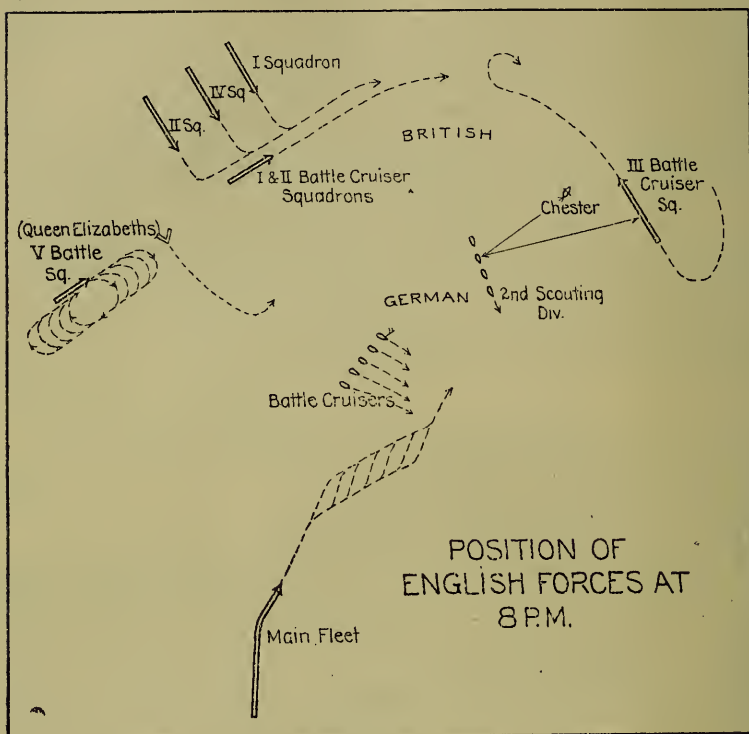 I Squadron
IV Sq.
II Sq.
BRITISH
I & II Battle Cruiser
Squadrons
III Battle
Cruiser
Sq.
Chester
(Queen Elizabeths)
V Battle
Sq.
GERMAN
2nd Scouting
Div.
Battle Cruisers
POSITION OF
ENGLISH FORCES AT
8 P.M.
Main Fleet